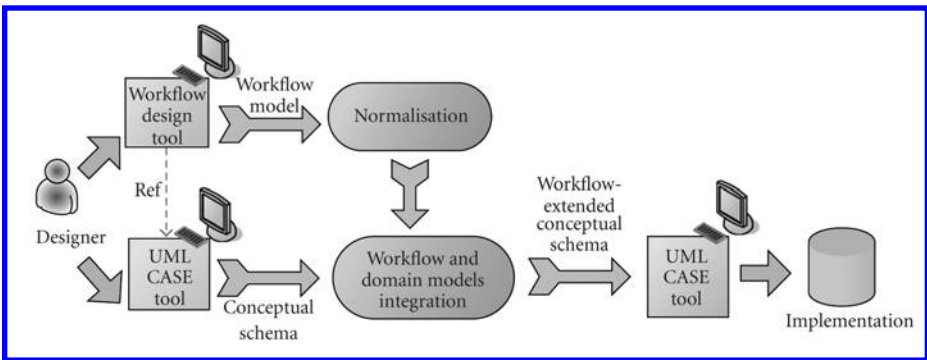 Workflow
design
tool
Workflow
model
Normalisation
Ref
Designer
UML
CASE
tool
Conceptual
schema
Workflow and
domain models
integration
Workflow-
extended
conceptual
schema
UML
CASE
tool
Implementation